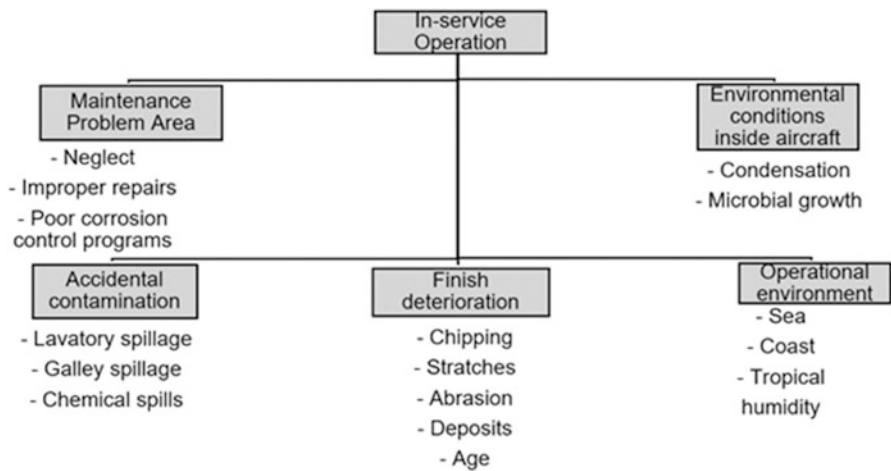 In-service
Operation
Maintenance
Problem Area
- Neglect
- Improper repairs
- Poor corrosion
control programs
Environmental
conditions
inside aircraft
- Condensation
- Microbial growth
Accidental
contamination
- Lavatory spillage
- Galley spillage
- Chemical spills
Finish
deterioration
- Chipping
- Stratches
- Abrasion
- Deposits
- Age
Operational
environment
- Sea
- Coast
- Tropical
humidity